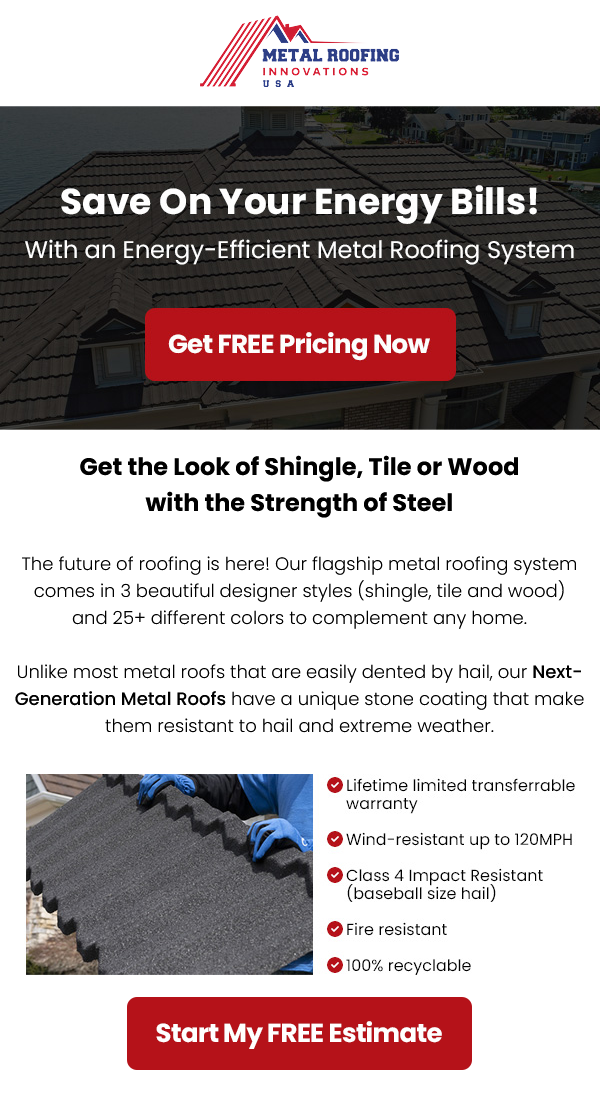 METAL ROOFING
INNOVATIONS
USA
Save On Your Energy Bills!
With an Energy-Efficient Metal Roofing System
Get FREE Pricing Now
Get the Look of Shingle, Tile or Wood
with the Strength of Steel
The future of roofing is here! Our flagship metal roofing system
comes in 3 beautiful designer styles (shingle, tile and wood)
and 25+ different colors to complement any home.
Unlike most metal roofs that are easily dented by hail, our Next-
Generation Metal Roofs have a unique stone coating that make
them resistant to hail and extreme weather.
Lifetime limited transferrable
warranty
Wind-resistant up to 120MPH
Class 4 Impact Resistant
(baseball size hail)
Fire resistant
100% recyclable
Start My FREE Estimate